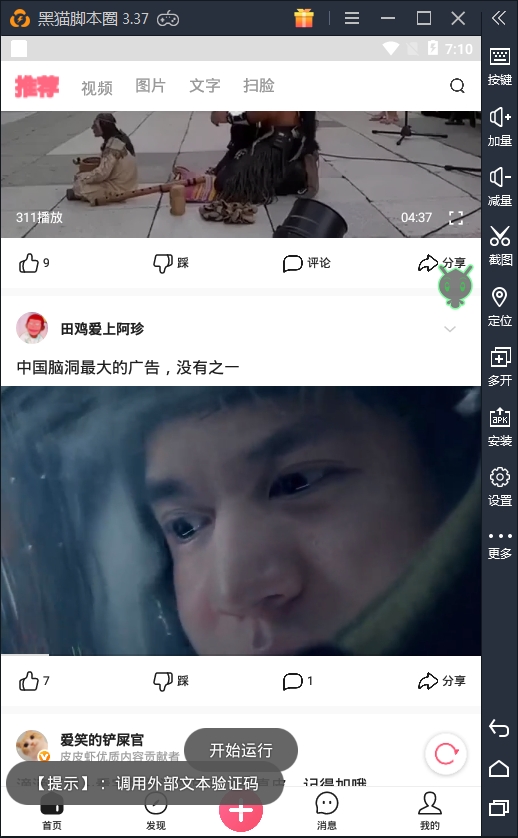 黑猫脚本圈 3.37
7:10
推荐 视频 图片 文字 扫脸
按键
加量
减量
截图
定位
多开
安装
apk
设置
更多
311播放 04:37
9 踩 评论 分享
田鸡爱上阿珍
中国脑洞最大的广告，没有之一
7 踩 1 分享
爱笑的铲屎官
皮皮虾优质内容贡献者
开始运行
【提示】：调用外部文本验证码
记得加哦
首页 发现 消息 我的